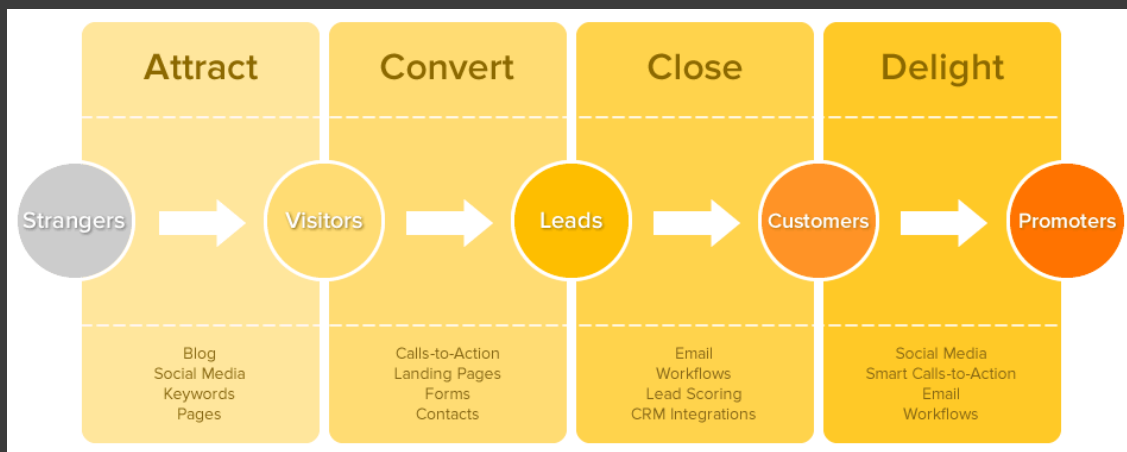 Attract
Convert
Close
Delight
Strangers
Visitors
Leads
Customers
Promoters
Blog
Social Media
Keywords
Pages
Calls-to-Action
Landing Pages
Forms
Contacts
Email
Workflows
Lead Scoring
CRM Integrations
Social Media
Smart Calls-to-Action
Email
Workflows